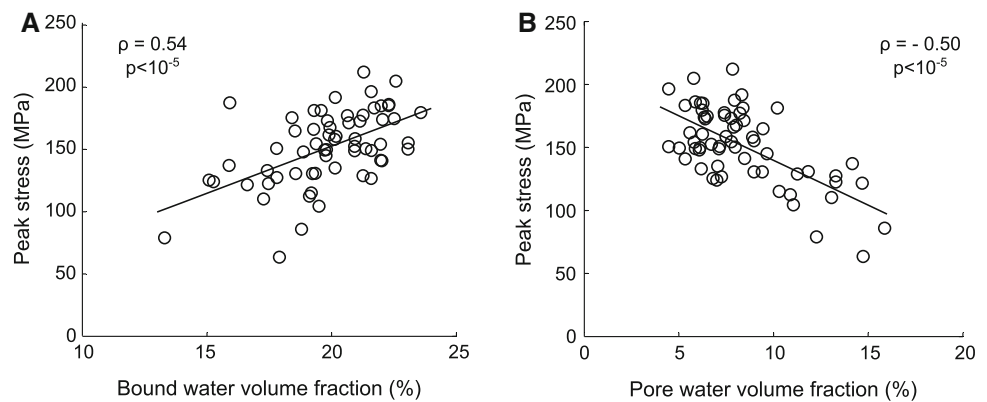 A
ρ = 0.54
p<10-5
250
200
150
100
50
0
10 15 20 25
Peak stress (MPa)
Bound water volume fraction (%)
B
ρ = - 0.50
p<10-5
250
200
150
100
50
0
0 5 10 15 20
Peak stress (MPa)
Pore water volume fraction (%)